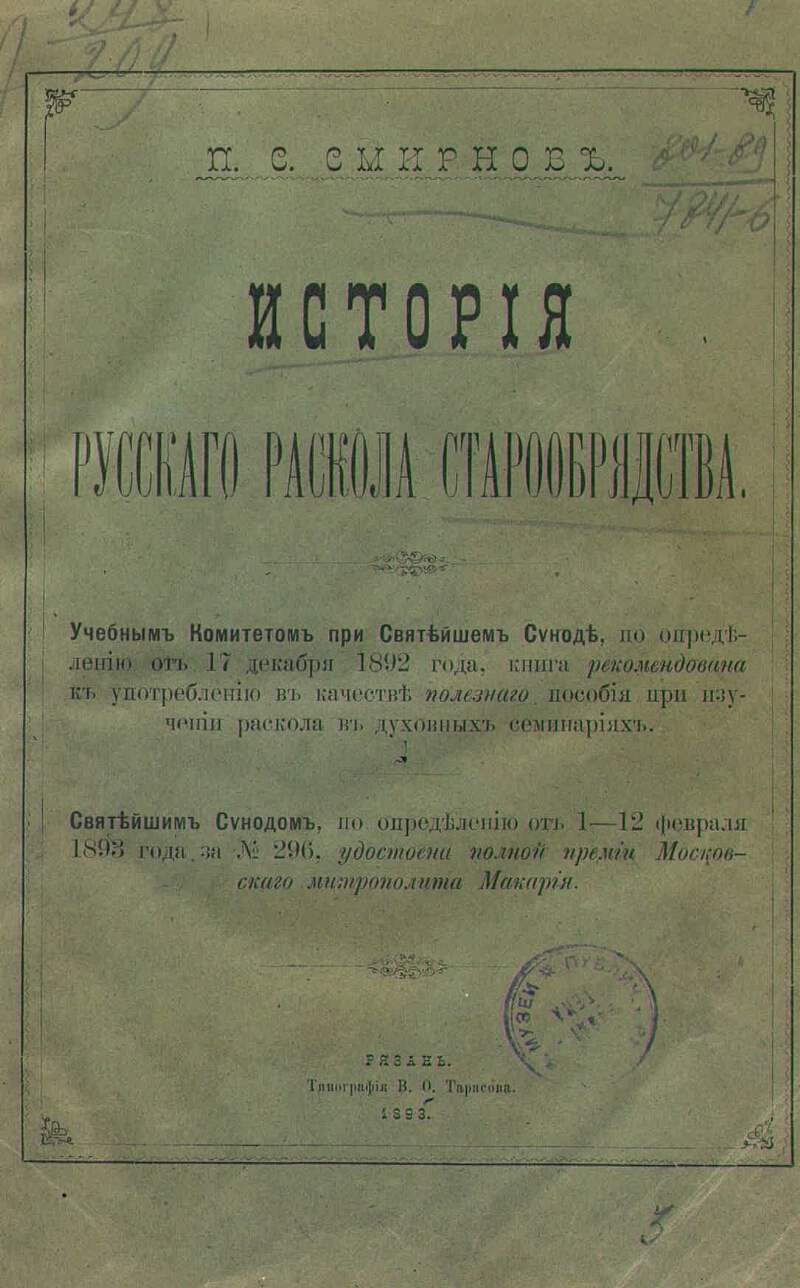 П. С. СМИРНОВЪ.
ИСТОРІЯ
РУССКАГО РАСКОЛА СТАРООБРЯДСТВА.
Учебнымъ Комитетомъ при Святѣйшемъ Сѵнодѣ, по опредѣ-
ленію отъ 17 декабря 1892 года, книга рекомендована
къ употребленію въ качествѣ полезнаго пособія при изу-
ченіи раскола въ духовныхъ семинаріяхъ.
Святѣйшимъ Сѵнодомъ, по опредѣленію отъ 1—12 февраля
1893 года за № 296, удостоена полной преміи Москов-
скаго митрополита Макарія.
РЯЗАНЬ.
Типографія В. О. Тарасова.
1893.
5